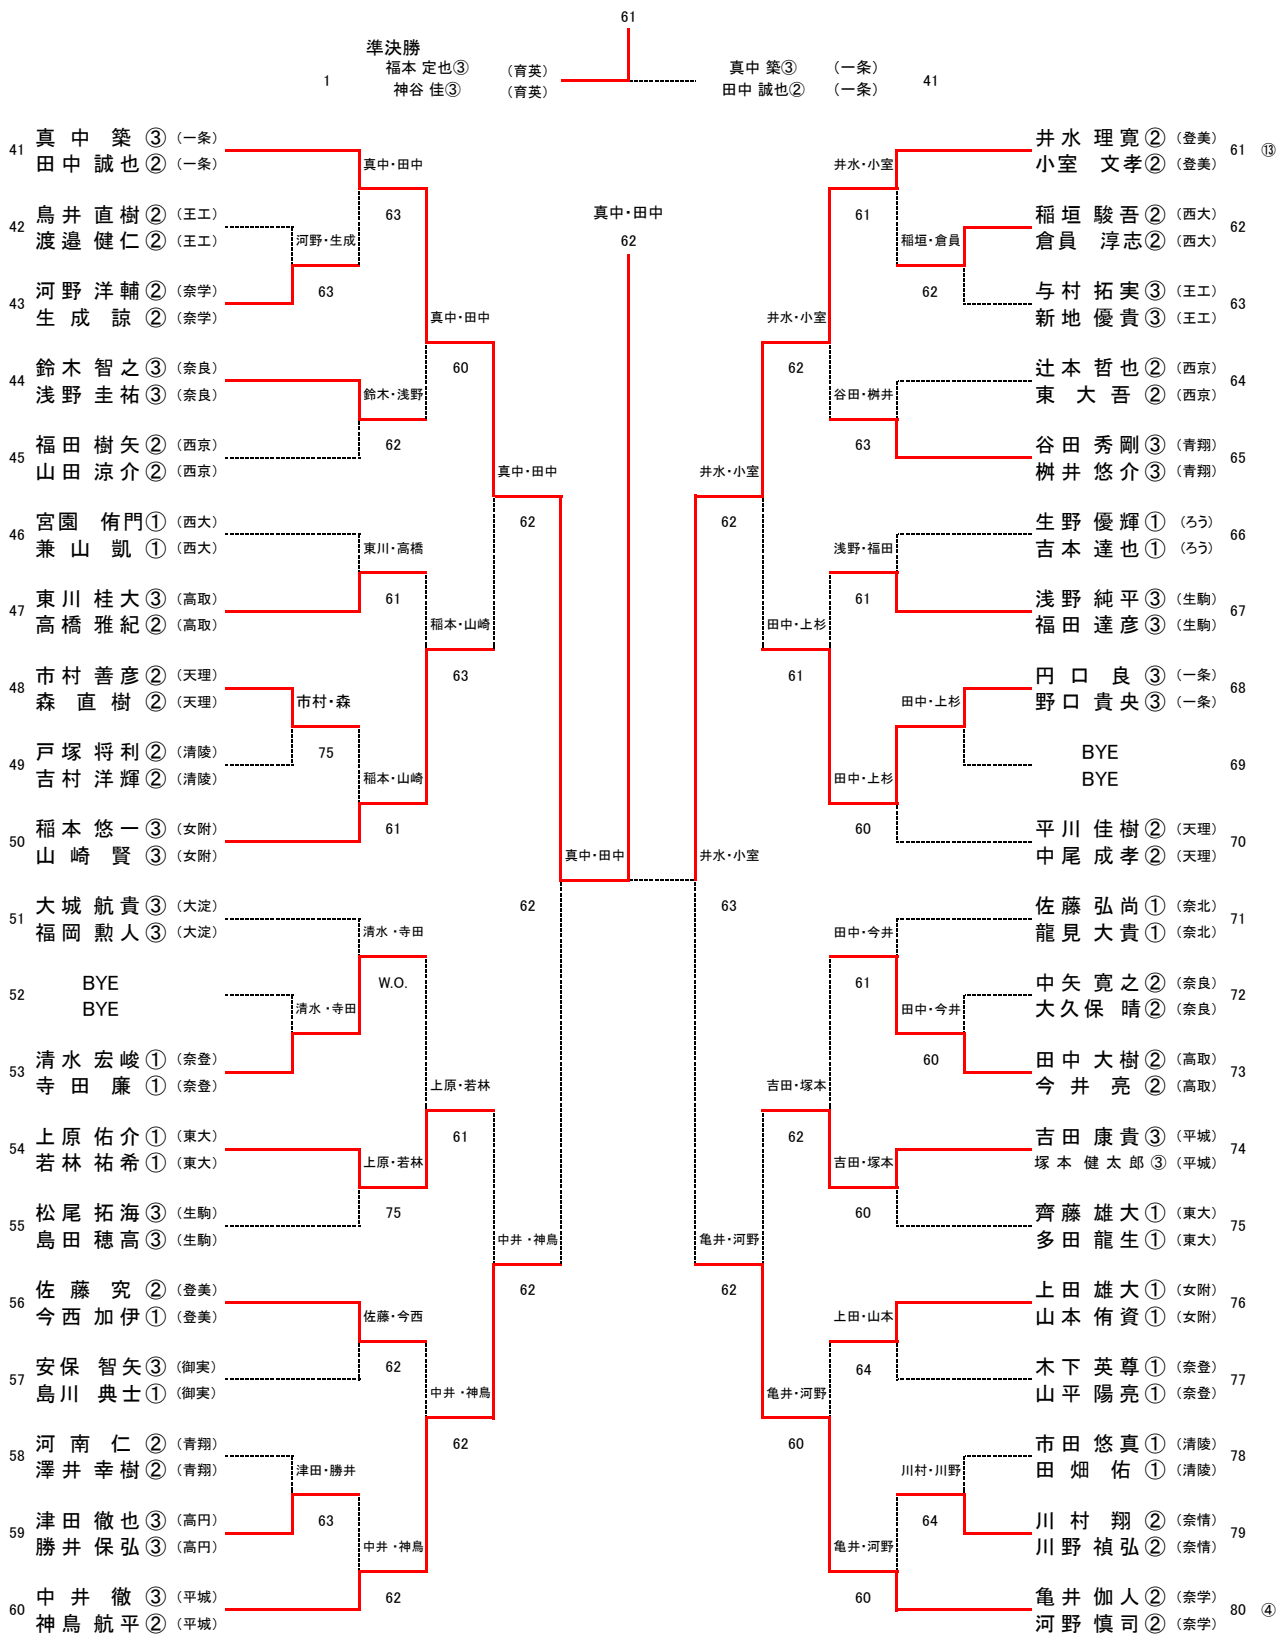 61
準決勝
1 福本 定也③ (育英) 真中 築③ (一条) 41
神谷 佳③ (育英) 田中 誠也② (一条)
真中・田中
62
41 真中 築③ (一条)
田中誠也② (一条)
42 鳥井直樹② (王工)
渡邉健仁② (王工)
43 河野洋輔② (奈学)
生成諒② (奈学)
44 鈴木智之③ (奈良)
浅野圭祐③ (奈良)
45 福田樹矢② (西京)
山田涼介② (西京)
46 宮園侑門① (西大)
兼山凱① (西大)
47 東川桂大③ (高取)
高橋雅紀② (高取)
48 市村善彦② (天理)
森直樹② (天理)
49 戸塚将利② (清陵)
吉村洋輝② (清陵)
50 稲本悠一③ (女附)
山崎賢③ (女附)
51 大城航貴③ (大淀)
福岡勲人③ (大淀)
52 BYE
BYE
53 清水宏峻① (奈登)
寺田廉① (奈登)
54 上原佑介① (東大)
若林祐希① (東大)
55 松尾拓海③ (生駒)
島田穂高③ (生駒)
56 佐藤究② (登美)
今西加伊① (登美)
57 安保智矢③ (御実)
島川典士① (御実)
58 河南仁② (青翔)
澤井幸樹② (青翔)
59 津田徹也③ (高円)
勝井保弘③ (高円)
60 中井徹③ (平城)
神鳥航平② (平城)
真中・田中
63
河野・生成
63
真中・田中
60
鈴木・浅野
62
真中・田中
62
東川・高橋
61
稲本・山崎
63
市村・森
75
稲本・山崎
61
真中・田中
62
清水・寺田
W.O.
清水・寺田
上原・若林
61
上原・若林
75
中井・神鳥
62
佐藤・今西
62
中井・神鳥
62
津田・勝井
63
中井・神鳥
62
井水・小室
61
稲垣・倉員
62
井水・小室
62
谷田・桝井
63
井水・小室
62
浅野・福田
61
田中・上杉
61
田中・上杉
田中・上杉
60
井水・小室
63
田中・今井
61
田中・今井
60
吉田・塚本
62
吉田・塚本
60
亀井・河野
62
上田・山本
64
亀井・河野
60
川村・川野
64
亀井・河野
60
井水理寛② (登美) 61 ⑬
小室文孝② (登美)
稲垣駿吾② (西大) 62
倉員淳志② (西大)
与村拓実③ (王工) 63
新地優貴③ (王工)
辻本哲也② (西京) 64
東大吾② (西京)
谷田秀剛③ (青翔) 65
桝井悠介③ (青翔)
生野優輝① (ろう) 66
吉本達也① (ろう)
浅野純平③ (生駒) 67
福田達彦③ (生駒)
円口良③ (一条) 68
野口貴央③ (一条)
BYE 69
BYE
平川佳樹② (天理) 70
中尾成孝② (天理)
佐藤弘尚① (奈北) 71
龍見大貴① (奈北)
中矢寛之② (奈良) 72
大久保晴② (奈良)
田中大樹② (高取) 73
今井亮② (高取)
吉田康貴③ (平城) 74
塚本健太郎③ (平城)
齊藤雄大① (東大) 75
多田龍生① (東大)
上田雄大① (女附) 76
山本侑資① (女附)
木下英尊① (奈登) 77
山平陽亮① (奈登)
市田悠真① (清陵) 78
田畑佑① (清陵)
川村翔② (奈情) 79
川野禎弘② (奈情)
亀井伽人② (奈学) 80 ④
河野慎司② (奈学)